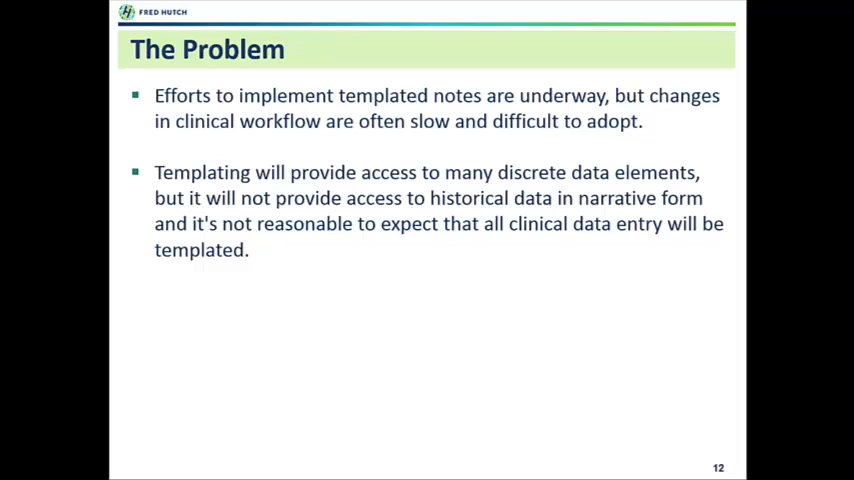 FRED HUTCH
The Problem
Efforts to implement templated notes are underway, but changes
in clinical workflow are often slow and difficult to adopt.
Templating will provide access to many discrete data elements,
but it will not provide access to historical data in narrative form
and it's not reasonable to expect that all clinical data entry will be
templated.
12